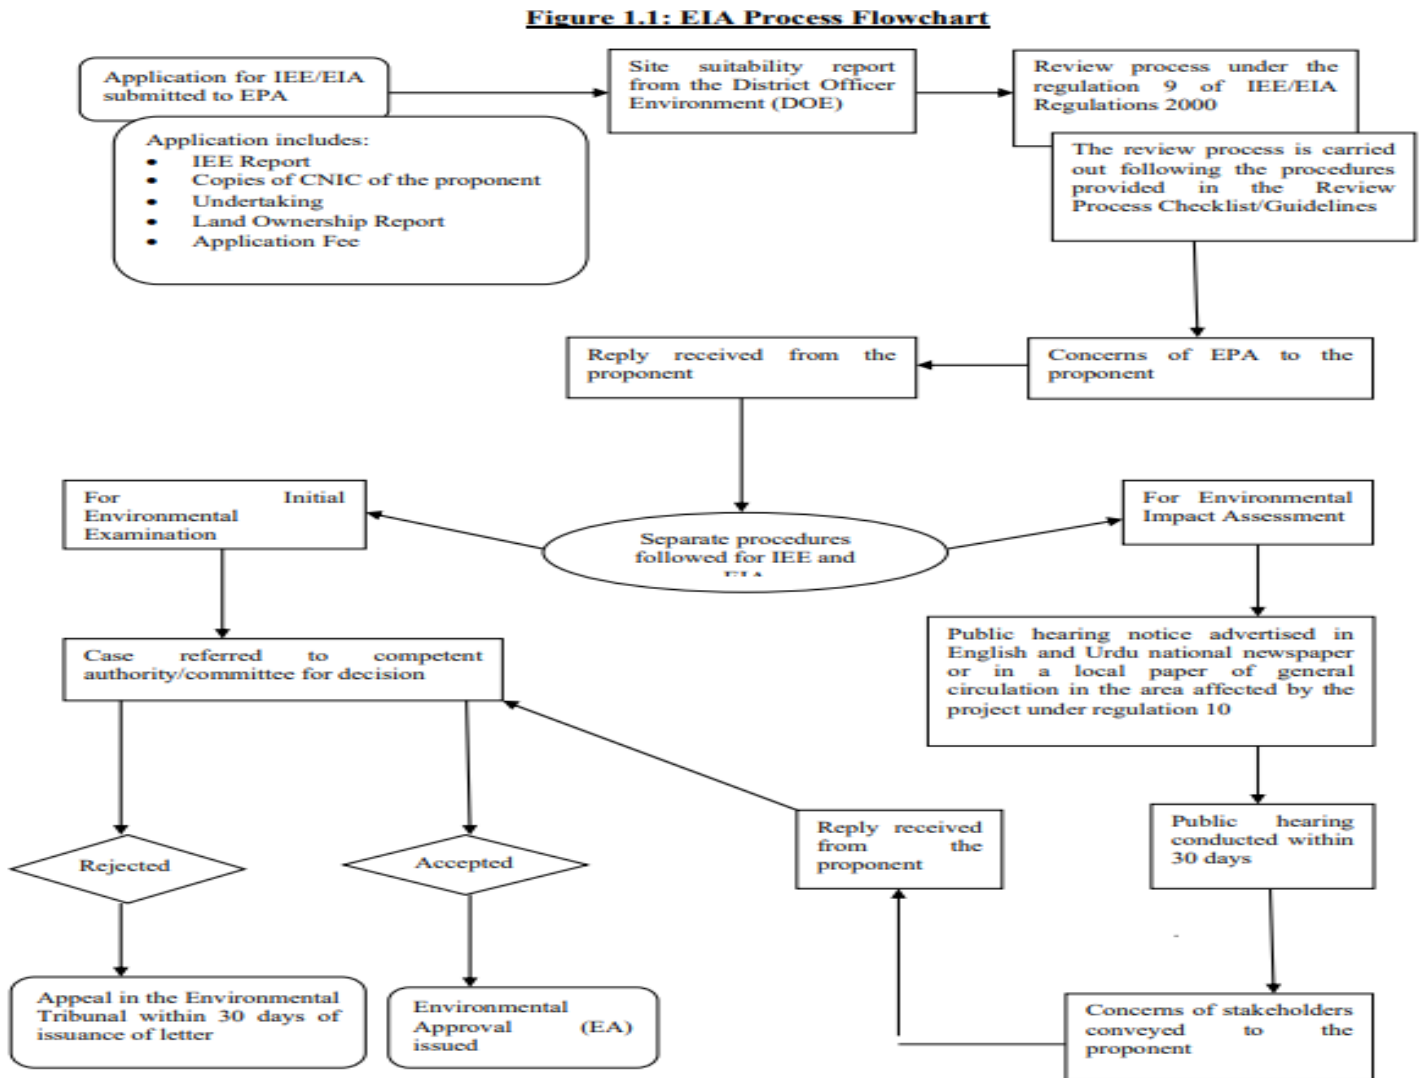 Figure 1.1: EIA Process Flowchart
Application for IEE/EIA
submitted to EPA
Application includes:
• IEE Report
• Copies of CNIC of the proponent
• Undertaking
• Land Ownership Report
• Application Fee
Site suitability report
from the District Officer
Environment (DOE)
Review process under the
regulation 9 of IEE/EIA
Regulations 2000
The review process is carried
out following the procedures
provided in the Review
Process Checklist/Guidelines
Concerns of EPA to the
proponent
Reply received from the
proponent
Separate procedures
followed for IEE and
EIA
For Initial
Environmental
Examination
For Environmental
Impact Assessment
Case referred to competent
authority/committee for decision
Public hearing notice advertised in
English and Urdu national newspaper
or in a local paper of general
circulation in the area affected by the
project under regulation 10
Public hearing
conducted within
30 days
Reply received
from the
proponent
Rejected
Accepted
Appeal in the Environmental
Tribunal within 30 days of
issuance of letter
Environmental
Approval (EA)
issued
Concerns of stakeholders
conveyed to the
proponent